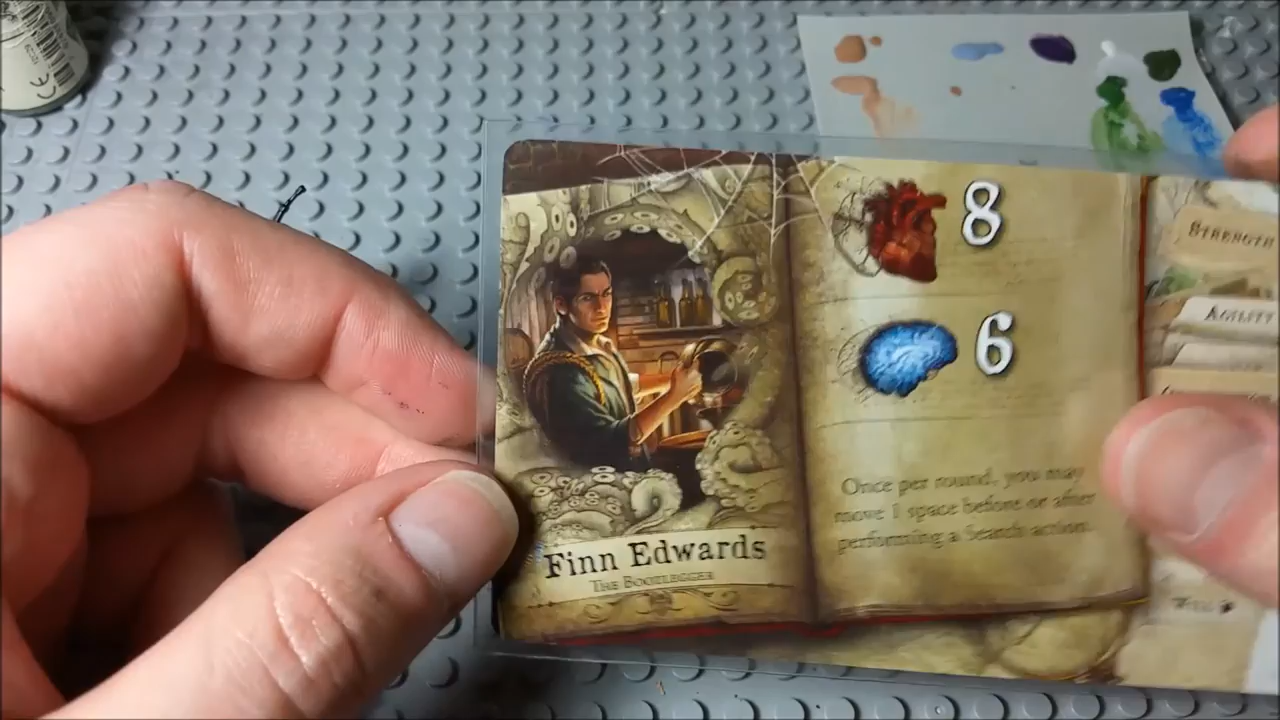 8
6
Once per round, you may
move 1 space before or after
performing a Search action.
Finn Edwards
The Bootlegger
Strength
Agility
CE